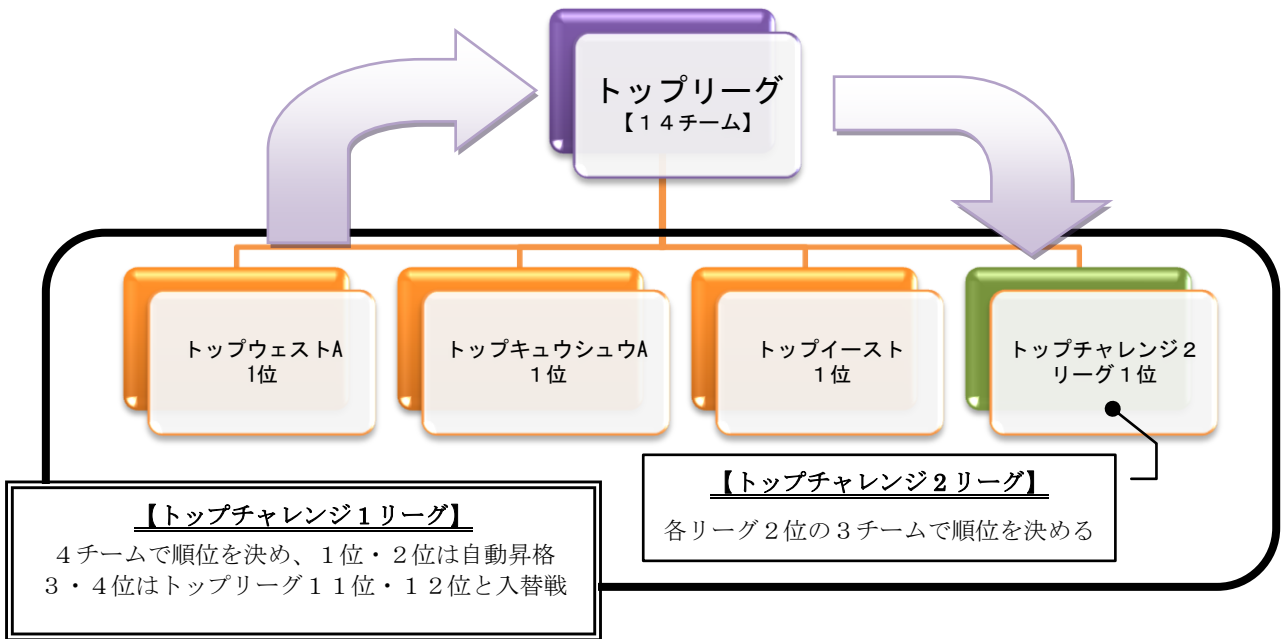 トップリーグ
【１４チーム】
トップウェストA
1位
トップキュウシュウA
１位
トップイースト
１位
トップチャレンジ２
リーグ１位
【トップチャレンジ２リーグ】
各リーグ２位の３チームで順位を決める
【トップチャレンジ１リーグ】
４チームで順位を決め、１位・２位は自動昇格
３・４位はトップリーグ１１位・１２位と入替戦